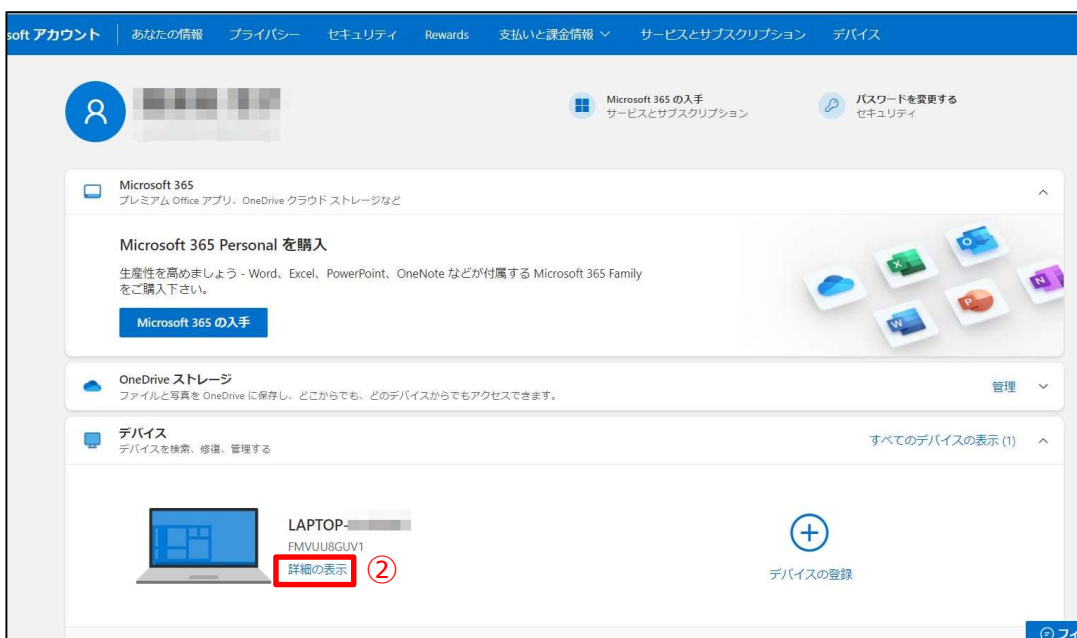 soft アカウント あなたの情報 プライバシー セキュリティ Rewards 支払いと課金情報 サービスとサブスクリプション デバイス
Microsoft 365 の入手
サービスとサブスクリプション
パスワードを変更する
セキュリティ
Microsoft 365
プレミアム Office アプリ、OneDrive クラウド ストレージなど
Microsoft 365 Personal を購入
生産性を高めましょう - Word、Excel、PowerPoint、OneNote などが付属する Microsoft 365 Family
をご購入下さい。
Microsoft 365 の入手
OneDrive ストレージ
ファイルと写真を OneDrive に保存し、どこからでも、どのデバイスからでもアクセスできます。
管理
デバイス
デバイスを検索、修復、管理する
すべてのデバイスの表示 (1)
LAPTOP-
FMVUU8GUV1
詳細の表示 ②
デバイスの登録